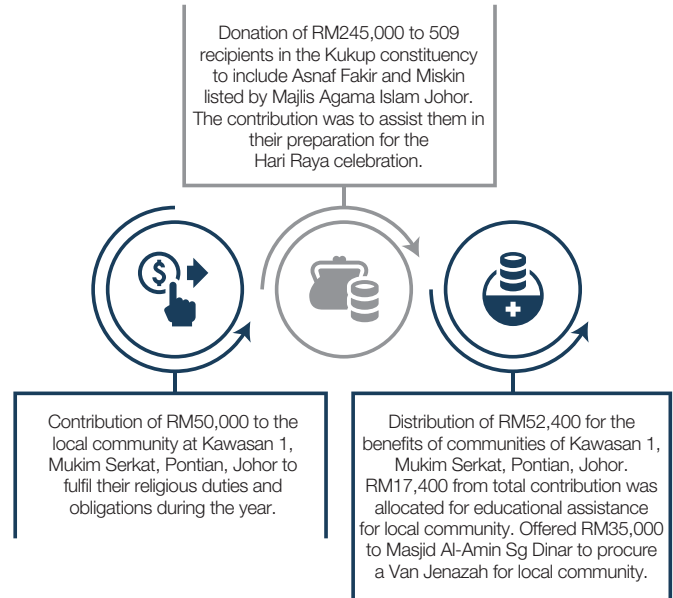 Donation of RM245,000 to 509
recipients in the Kukup constituency
to include Asnaf Fakir and Miskin
listed by Majlis Agama Islam Johor.
The contribution was to assist them in
their preparation for the
Hari Raya celebration.
$
Contribution of RM50,000 to the
local community at Kawasan 1,
Mukim Serkat, Pontian, Johor to
fulfil their religious duties and
obligations during the year.
Distribution of RM52,400 for the
benefits of communities of Kawasan 1,
Mukim Serkat, Pontian, Johor.
RM17,400 from total contribution was
allocated for educational assistance
for local community. Offered RM35,000
to Masjid Al-Amin Sg Dinar to procure
a Van Jenazah for local community.